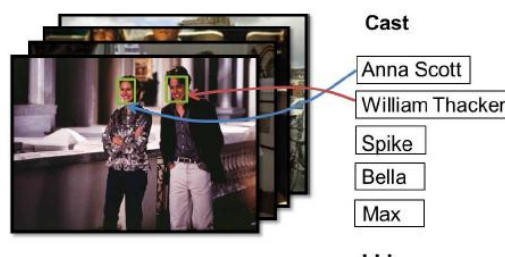 Cast
Anna Scott
William Thacker
Spike
Bella
Max
...